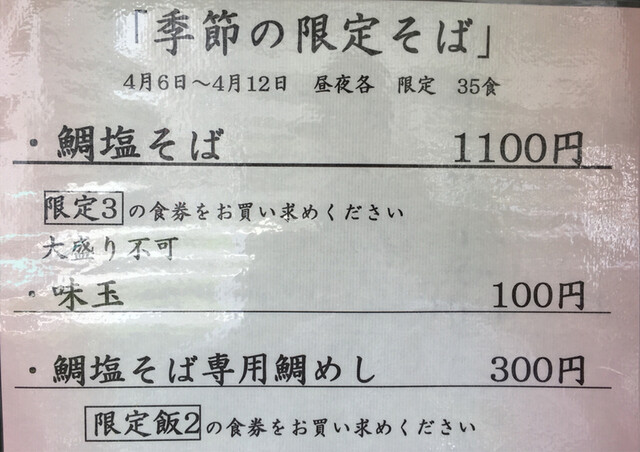 「季節の限定そば」
4月6日～4月12日　昼夜各　限定　35食
・鯛塩そば　1100円
限定3の食券をお買い求めください
大盛り不可
・味玉　100円
・鯛塩そば専用鯛めし　300円
限定飯2の食券をお買い求めください